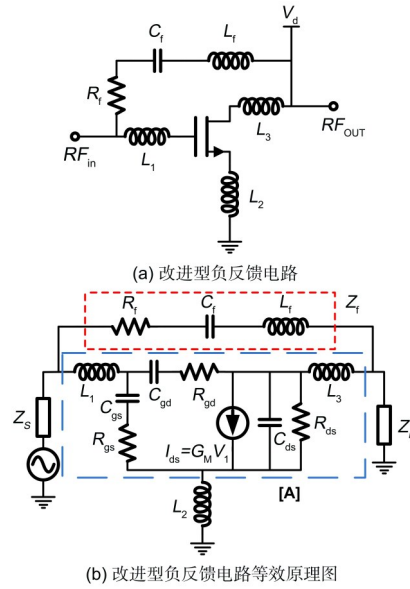 V_d
C_f
L_f
R_f
L_3
RF_in
L_1
RF_OUT
L_2
(a) 改进型负反馈电路
R_f
C_f
L_f
Z_f
L_1
C_gd
R_gd
L_3
Z_S
C_gs
R_gs
I_ds=G_MV_1
C_ds
R_ds
[A]
L_2
(b) 改进型负反馈电路等效原理图